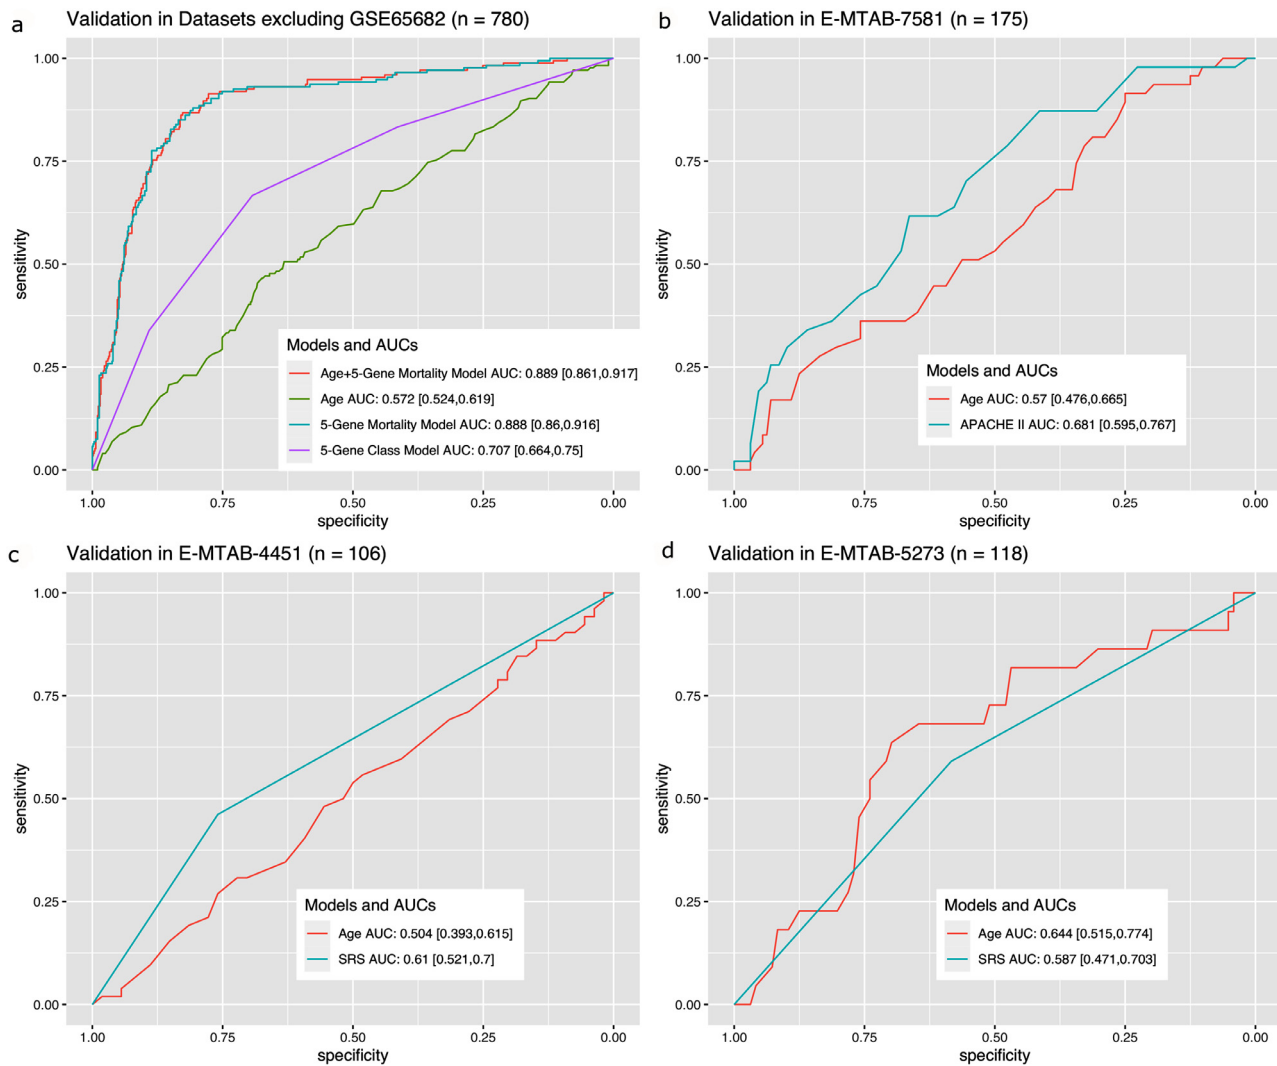 a
Validation in Datasets excluding GSE65682 (n = 780)
1.00
0.75
0.50
0.25
0.00
sensitivity
Models and AUCs
Age+5-Gene Mortality Model AUC: 0.889 [0.861,0.917]
Age AUC: 0.572 [0.524,0.619]
5-Gene Mortality Model AUC: 0.888 [0.86,0.916]
5-Gene Class Model AUC: 0.707 [0.664,0.75]
1.00 0.75 0.50 0.25 0.00
specificity
b
Validation in E-MTAB-7581 (n = 175)
1.00
0.75
0.50
0.25
0.00
sensitivity
Models and AUCs
Age AUC: 0.57 [0.476,0.665]
APACHE II AUC: 0.681 [0.595,0.767]
1.00 0.75 0.50 0.25 0.00
specificity
c
Validation in E-MTAB-4451 (n = 106)
1.00
0.75
0.50
0.25
0.00
sensitivity
Models and AUCs
Age AUC: 0.504 [0.393,0.615]
SRS AUC: 0.61 [0.521,0.7]
1.00 0.75 0.50 0.25 0.00
specificity
d
Validation in E-MTAB-5273 (n = 118)
1.00
0.75
0.50
0.25
0.00
sensitivity
Models and AUCs
Age AUC: 0.644 [0.515,0.774]
SRS AUC: 0.587 [0.471,0.703]
1.00 0.75 0.50 0.25 0.00
specificity